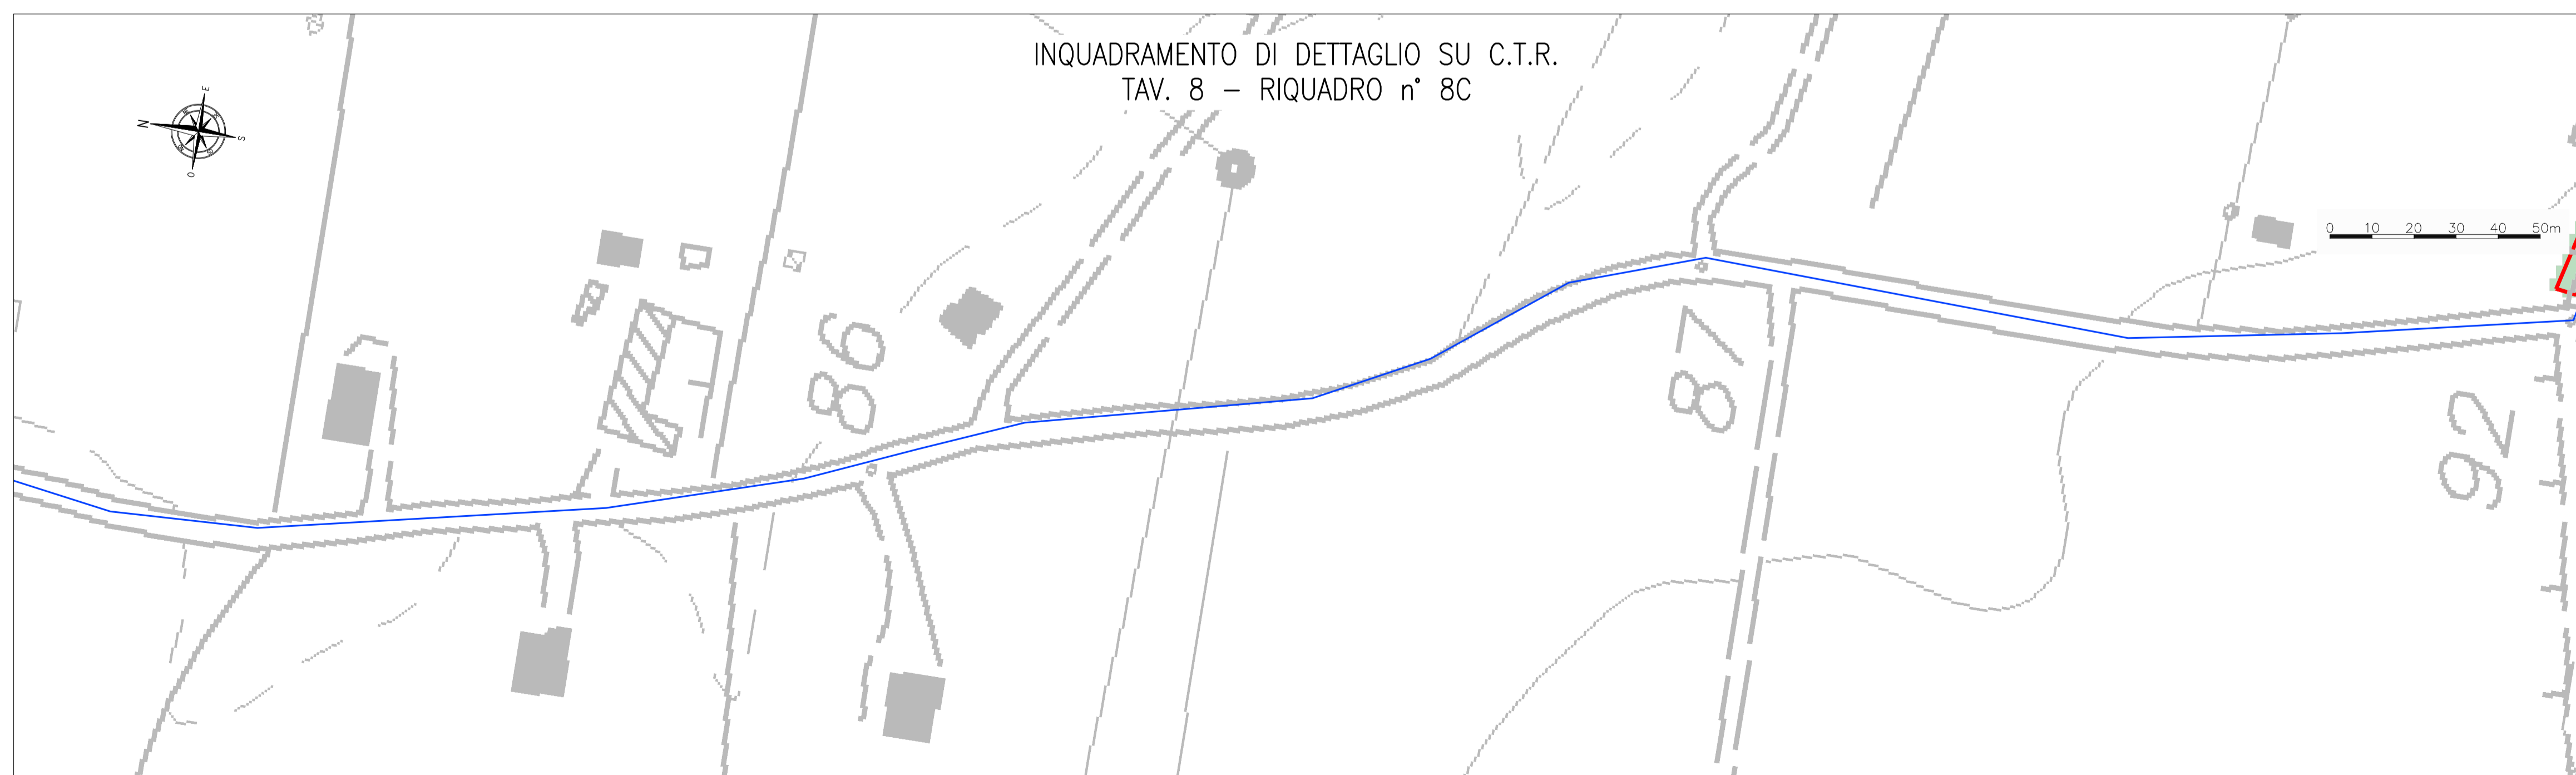 INQUADRAMENTO DI DETTAGLIO SU C.T.R.
TAV. 8 – RIQUADRO n° 8C
E
N
S
O
0 10 20 30 40 50m
86
87
92